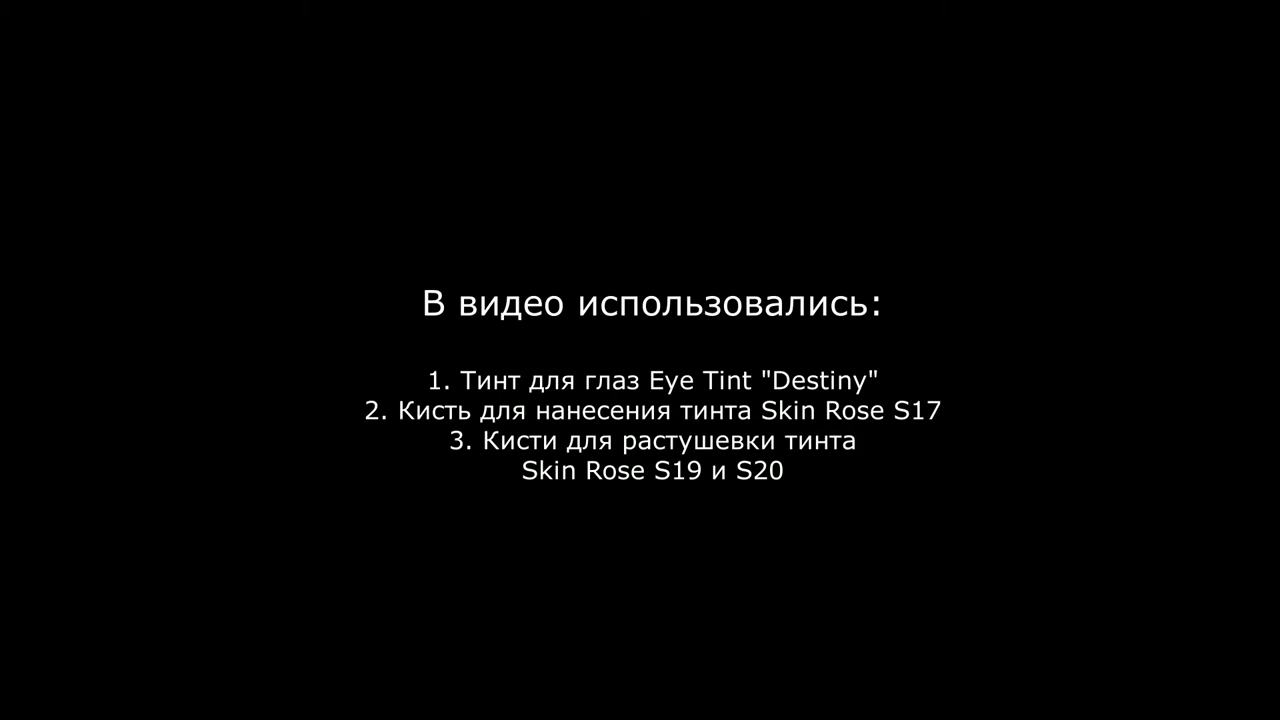 В видео использовались:
1. Тинт для глаз Eye Tint "Destiny"
2. Кисть для нанесения тинта Skin Rose S17
3. Кисти для растушевки тинта
Skin Rose S19 и S20